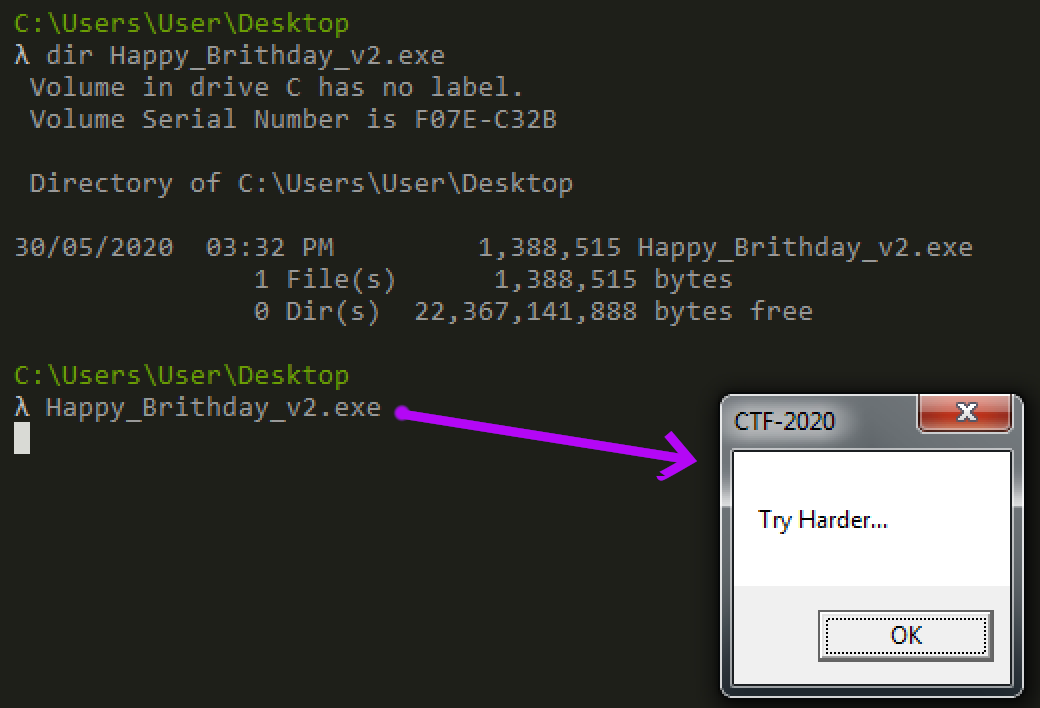 C:\Users\User\Desktop
λ dir Happy_Brithday_v2.exe
Volume in drive C has no label.
Volume Serial Number is F07E-C32B
Directory of C:\Users\User\Desktop
30/05/2020  03:32 PM         1,388,515 Happy_Brithday_v2.exe
1 File(s)      1,388,515 bytes
0 Dir(s)  22,367,141,888 bytes free
C:\Users\User\Desktop
λ Happy_Brithday_v2.exe
CTF-2020
Try Harder...
OK